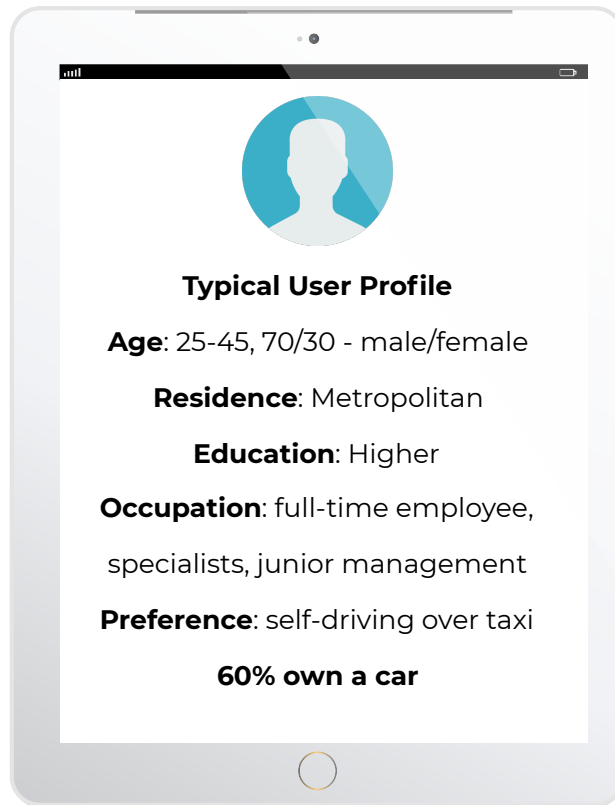 Typical User Profile
Age: 25-45, 70/30 - male/female
Residence: Metropolitan
Education: Higher
Occupation: full-time employee,
specialists, junior management
Preference: self-driving over taxi
60% own a car